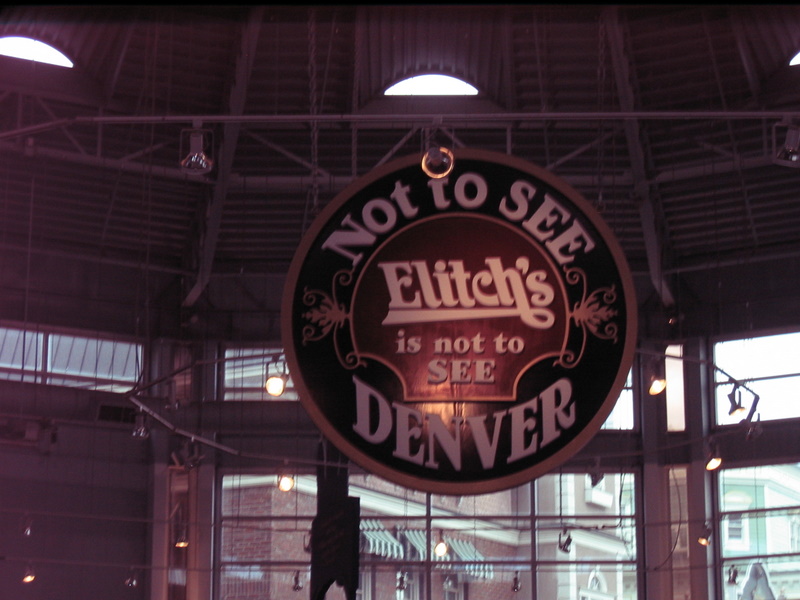 Not to SEE
Elitch's
is not to
SEE
DENVER